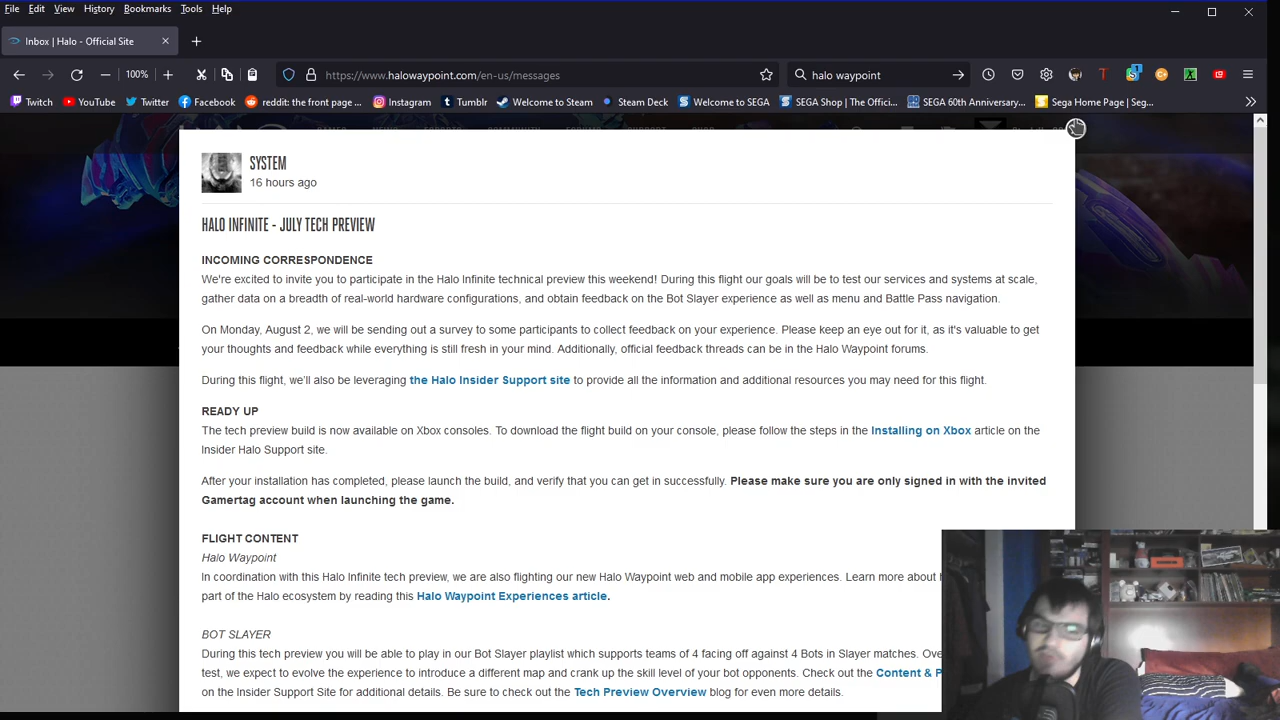 File Edit View History Bookmarks Tools Help
Inbox | Halo - Official Site
100%
https://www.halowaypoint.com/en-us/messages
halo waypoint
Twitch YouTube Twitter Facebook reddit: the front page ... Instagram Tumblr Welcome to Steam Steam Deck Welcome to SEGA SEGA Shop | The Offici... SEGA 60th Anniversary... Sega Home Page | Seg...
SYSTEM
16 hours ago
HALO INFINITE - JULY TECH PREVIEW
INCOMING CORRESPONDENCE
We're excited to invite you to participate in the Halo Infinite technical preview this weekend! During this flight our goals will be to test our services and systems at scale,
gather data on a breadth of real-world hardware configurations, and obtain feedback on the Bot Slayer experience as well as menu and Battle Pass navigation.
On Monday, August 2, we will be sending out a survey to some participants to collect feedback on your experience. Please keep an eye out for it, as it's valuable to get
your thoughts and feedback while everything is still fresh in your mind. Additionally, official feedback threads can be in the Halo Waypoint forums.
During this flight, we'll also be leveraging the Halo Insider Support site to provide all the information and additional resources you may need for this flight.
READY UP
The tech preview build is now available on Xbox consoles. To download the flight build on your console, please follow the steps in the Installing on Xbox article on the
Insider Halo Support site.
After your installation has completed, please launch the build, and verify that you can get in successfully. Please make sure you are only signed in with the invited
Gamertag account when launching the game.
FLIGHT CONTENT
Halo Waypoint
In coordination with this Halo Infinite tech preview, we are also flighting our new Halo Waypoint web and mobile app experiences. Learn more about
part of the Halo ecosystem by reading this Halo Waypoint Experiences article.
BOT SLAYER
During this tech preview you will be able to play in our Bot Slayer playlist which supports teams of 4 facing off against 4 Bots in Slayer matches.
test, we expect to evolve the experience to introduce a different map and crank up the skill level of your bot opponents. Check out the Content & P
on the Insider Support Site for additional details. Be sure to check out the Tech Preview Overview blog for even more details.